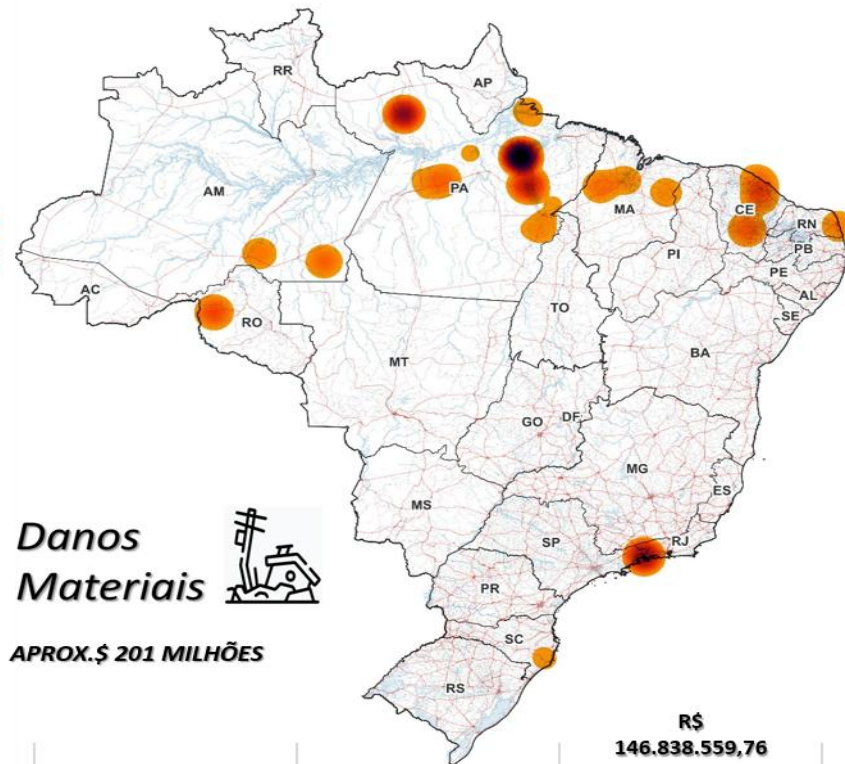 RR
AP
AM
PA
MA
CE
RN
PB
PE
AL
SE
PI
AC
RO
TO
BA
MT
GO
DF
MG
ES
MS
SP
RJ
PR
SC
RS
Danos
Materiais
APROX.$ 201 MILHÕES
R$
146.838.559,76